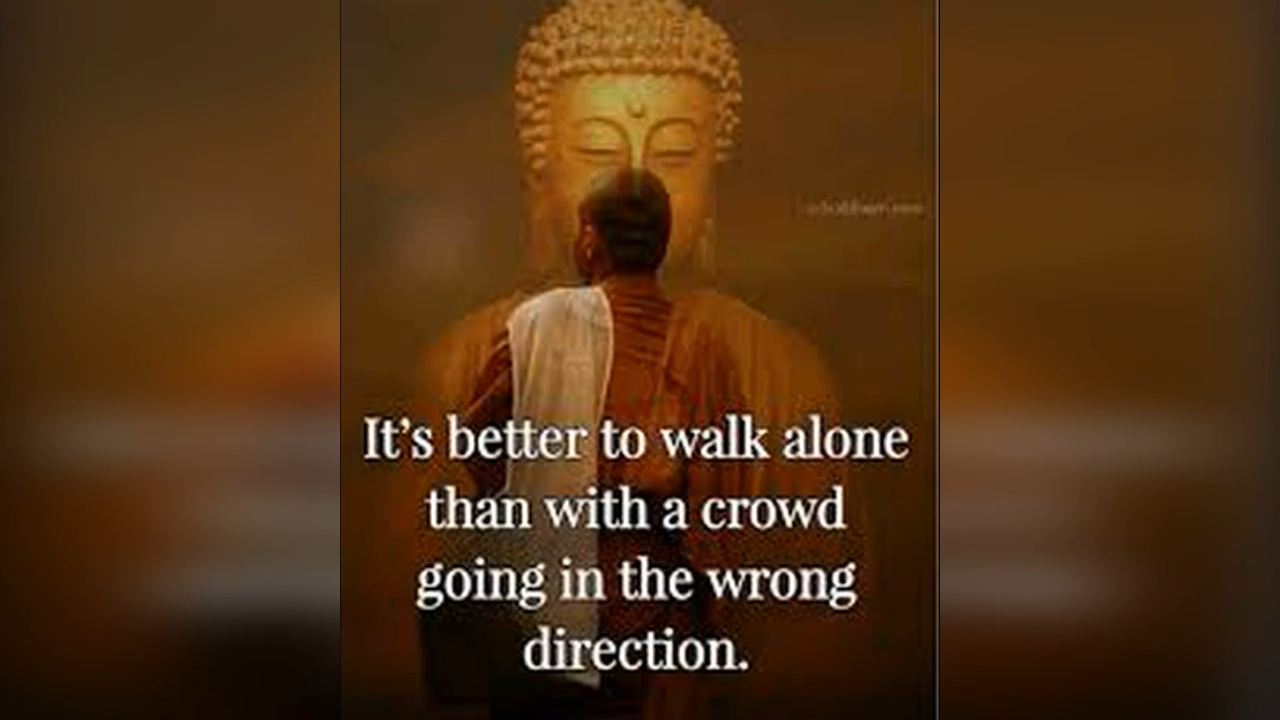 It’s better to walk alone
than with a crowd
going in the wrong
direction.